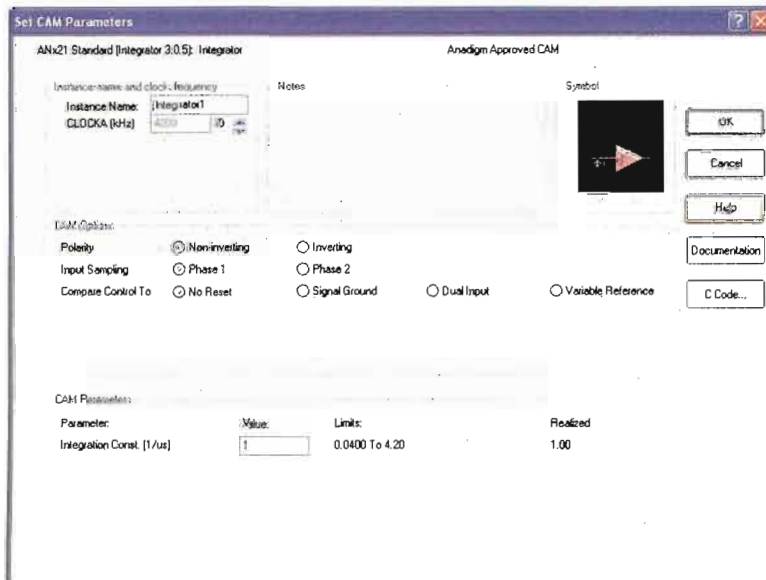 Set CAM Parameters
ANx21 Standard (Integrator 3.0.5): Integrator
Anadigm Approved CAM
Instance name and clock frequency
Notes
Symbol
Instance Name: Integrator1
CLOCKA (kHz)
OK
Cancel
Help
Documentation
C Code...
CAM Options
Polarity Non-inverting Inverting
Input Sampling Phase 1 Phase 2
Compare Control To No Reset Signal Ground Dual Input Variable Reference
CAM Parameters
Parameter: Value: Limits: Realized
Integration Const. [1/us] 1 0.0400 To 4.20 1.00